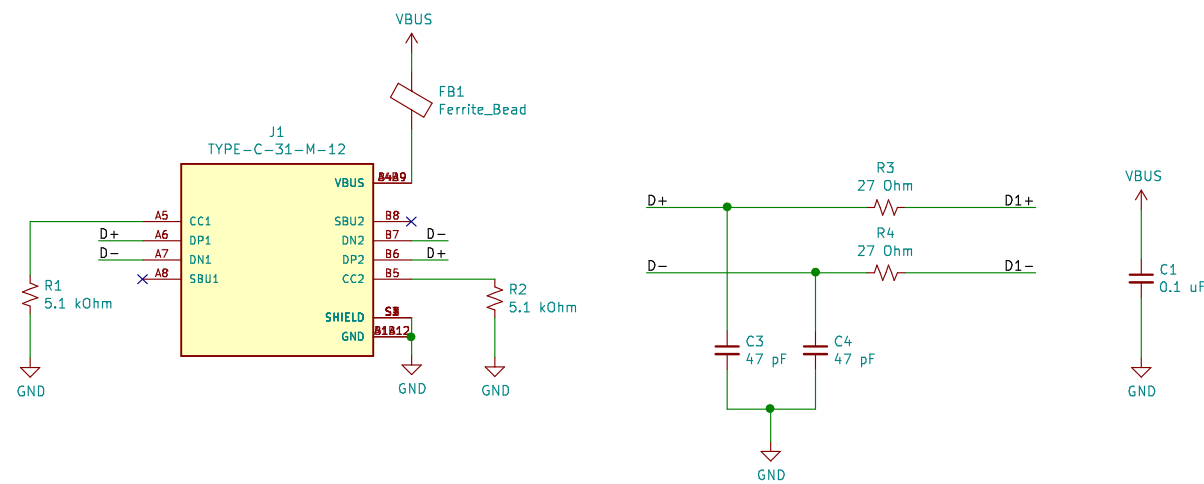 VBUS
FB1
Ferrite_Bead
J1
TYPE-C-31-M-12
VBUS
A5
CC1
SBU2
B8
D+
A6
DP1
DN2
B7
D-
D-
A7
DN1
DP2
B6
D+
A8
SBU1
CC2
B5
R1
5.1 kOhm
R2
5.1 kOhm
SHIELD
GND
GND
GND
GND
R3
27 Ohm
D+
D1+
R4
27 Ohm
D-
D1-
C3
47 pF
C4
47 pF
GND
VBUS
C1
0.1 uF
GND